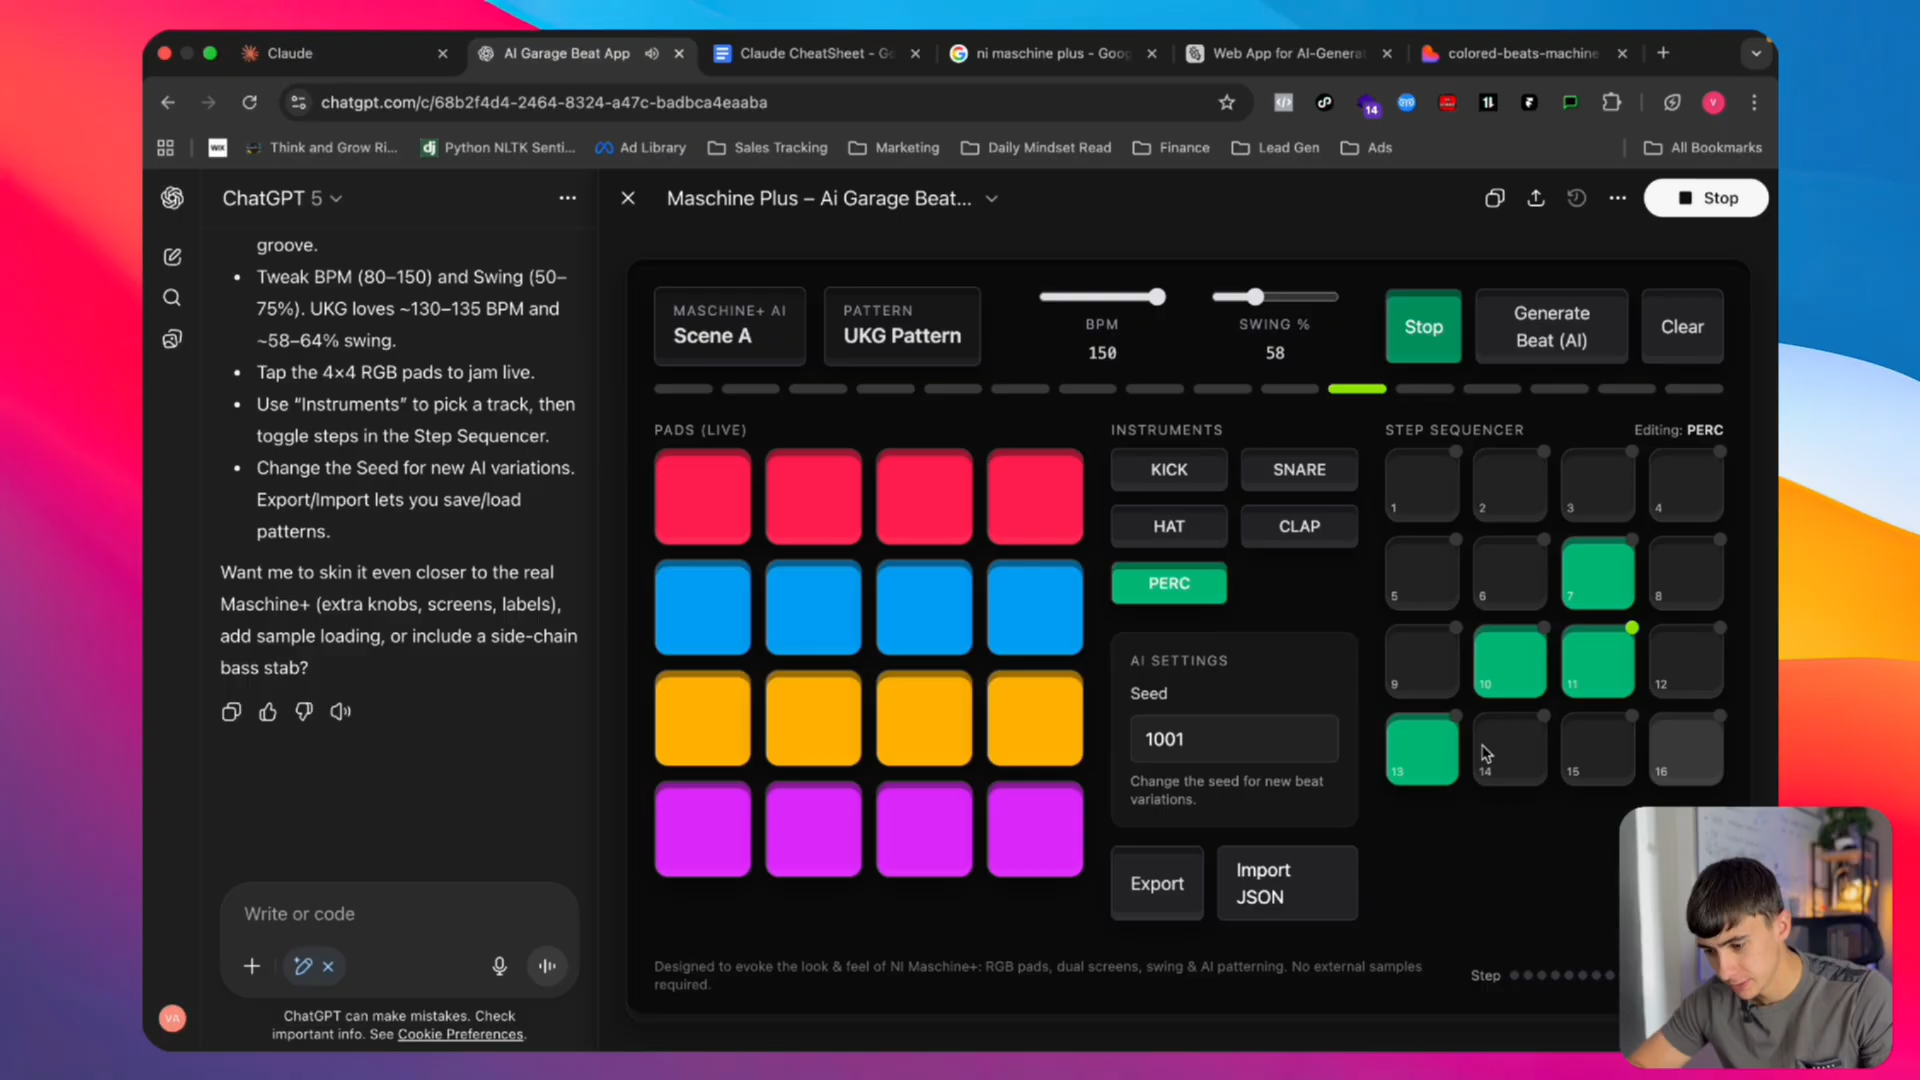 Claude
AI Garage Beat App
Claude CheatSheet - Go
ni maschine plus - Goog
Web App for AI-Generat
colored-beats-machine
chatgpt.com/c/68b2f4d4-2464-8324-a47c-badbca4eaaba
14
V
WIX
Think and Grow Ri...
dj
Python NLTK Senti...
Ad Library
Sales Tracking
Marketing
Daily Mindset Read
Finance
Lead Gen
Ads
All Bookmarks
ChatGPT 5
Maschine Plus – Ai Garage Beat...
Stop
groove.
• Tweak BPM (80–150) and Swing (50–
75%). UKG loves ~130–135 BPM and
~58–64% swing.
• Tap the 4×4 RGB pads to jam live.
• Use “Instruments” to pick a track, then
toggle steps in the Step Sequencer.
• Change the Seed for new AI variations.
Export/Import lets you save/load
patterns.
Want me to skin it even closer to the real
Maschine+ (extra knobs, screens, labels),
add sample loading, or include a side-chain
bass stab?
Write or code
ChatGPT can make mistakes. Check
important info. See Cookie Preferences.
VA
MASCHINE+ AI
Scene A
PATTERN
UKG Pattern
BPM
150
SWING %
58
Stop
Generate
Beat (AI)
Clear
PADS (LIVE)
INSTRUMENTS
KICK
SNARE
HAT
CLAP
PERC
AI SETTINGS
Seed
1001
Change the seed for new beat
variations.
Export
Import
JSON
STEP SEQUENCER
Editing: PERC
1
2
3
4
5
6
7
8
9
10
11
12
13
14
15
16
Designed to evoke the look & feel of NI Maschine+: RGB pads, dual screens, swing & AI patterning. No external samples
required.
Step